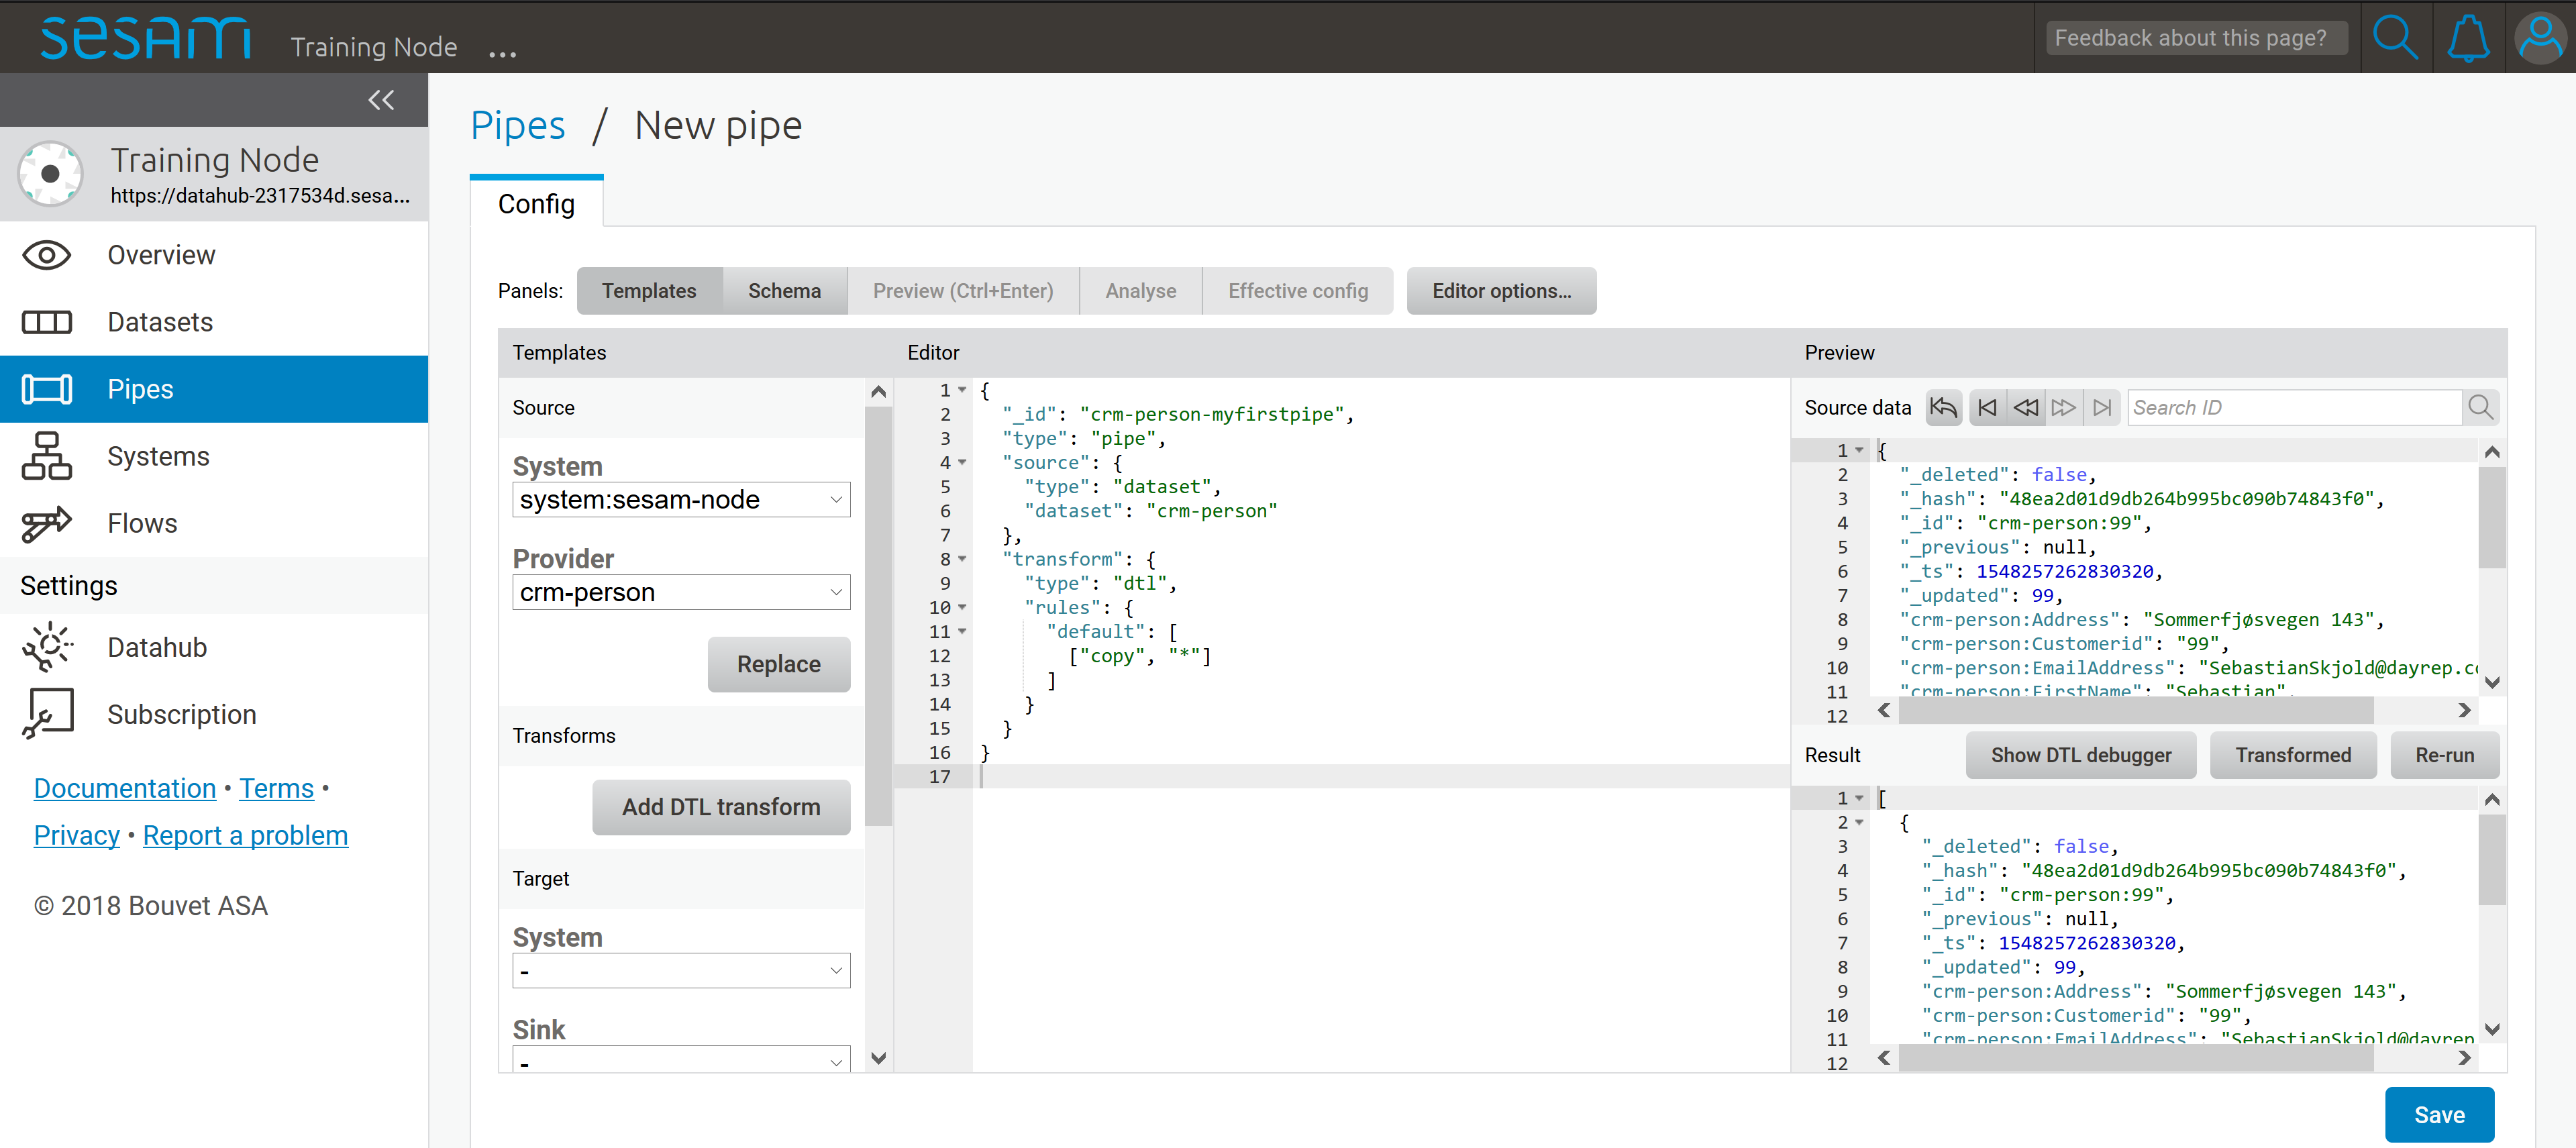 sesam Training Node ... Feedback about this page?
Training Node
https://datahub-2317534d.sesa...
Overview
Datasets
Pipes
Systems
Flows
Settings
Datahub
Subscription
Documentation • Terms •
Privacy • Report a problem
© 2018 Bouvet ASA
Pipes / New pipe
Config
Panels: Templates Schema Preview (Ctrl+Enter) Analyse Effective config Editor options...
Templates
Source
System
system:sesam-node
Provider
crm-person
Replace
Transforms
Add DTL transform
Target
System
-
Sink
-
Editor
1 {
2 "_id": "crm-person-myfirstpipe",
3 "type": "pipe",
4 "source": {
5 "type": "dataset",
6 "dataset": "crm-person"
7 },
8 "transform": {
9 "type": "dtl",
10 "rules": {
11 "default": [
12 ["copy", "*"]
13 ]
14 }
15 }
16 }
17
Preview
Source data Search ID
1 {
2 "_deleted": false,
3 "_hash": "48ea2d01d9db264b995bc090b74843f0",
4 "_id": "crm-person:99",
5 "_previous": null,
6 "_ts": 1548257262830320,
7 "_updated": 99,
8 "crm-person:Address": "Sommerfjøsvegen 143",
9 "crm-person:Customerid": "99",
10 "crm-person:EmailAddress": "SebastianSkjold@dayrep.c
11 "crm-person:FirstName": "Sebastian",
12
Result Show DTL debugger Transformed Re-run
1 [
2 {
3 "_deleted": false,
4 "_hash": "48ea2d01d9db264b995bc090b74843f0",
5 "_id": "crm-person:99",
6 "_previous": null,
7 "_ts": 1548257262830320,
8 "_updated": 99,
9 "crm-person:Address": "Sommerfjøsvegen 143",
10 "crm-person:Customerid": "99",
11 "crm-person:EmailAddress": "SebastianSkjold@dayrep
12
Save